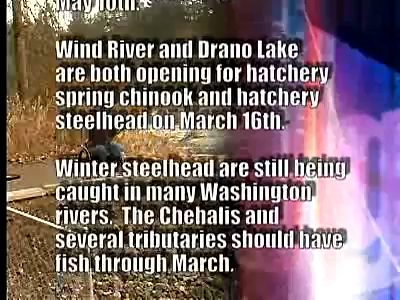 May 10th.
Wind River and Drano Lake
are both opening for hatchery
spring chinook and hatchery
steelhead on March 16th.
Winter steelhead are still being
caught in many Washington
rivers.  The Chehalis and
several tributaries should have
fish through March.